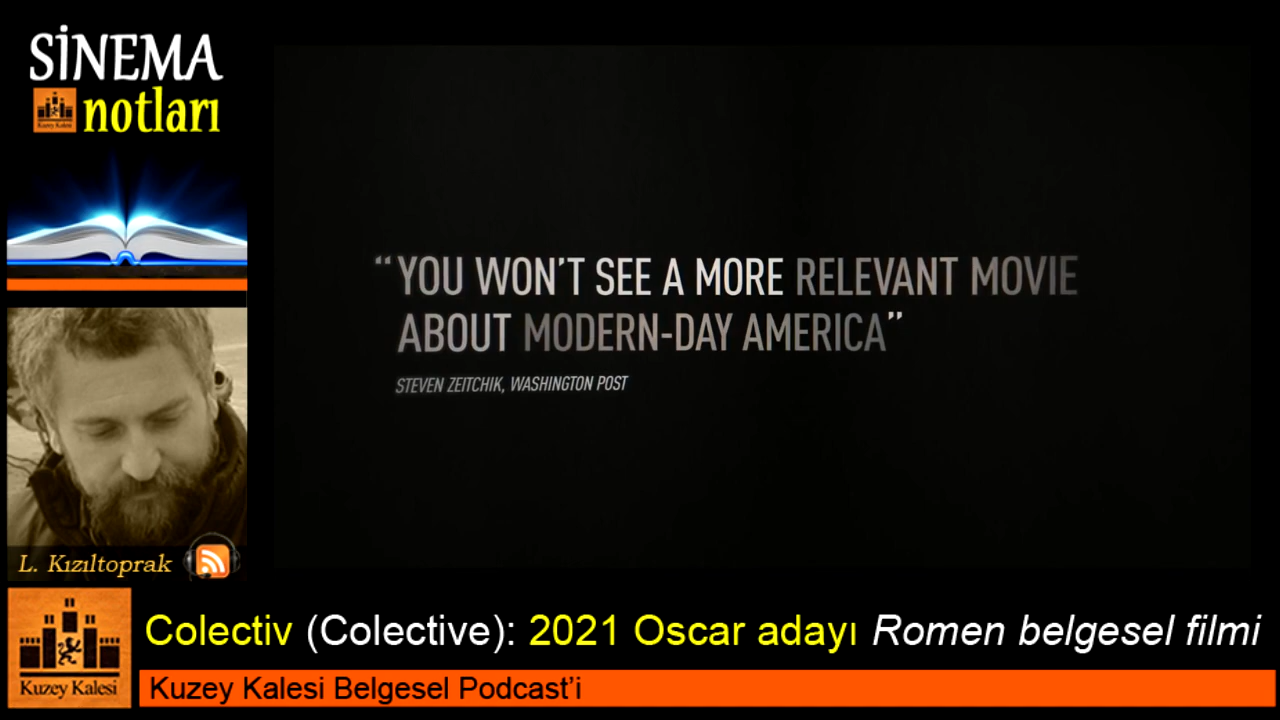 SİNEMA
notları
Kuzey Kalesi
“YOU WON’T SEE A MORE RELEVANT MOVIE
ABOUT MODERN-DAY AMERICA”
STEVEN ZEITCHIK, WASHINGTON POST
L. Kızıltoprak
Kuzey Kalesi
Colectiv (Colective): 2021 Oscar adayı Romen belgesel filmi
Kuzey Kalesi Belgesel Podcast’i